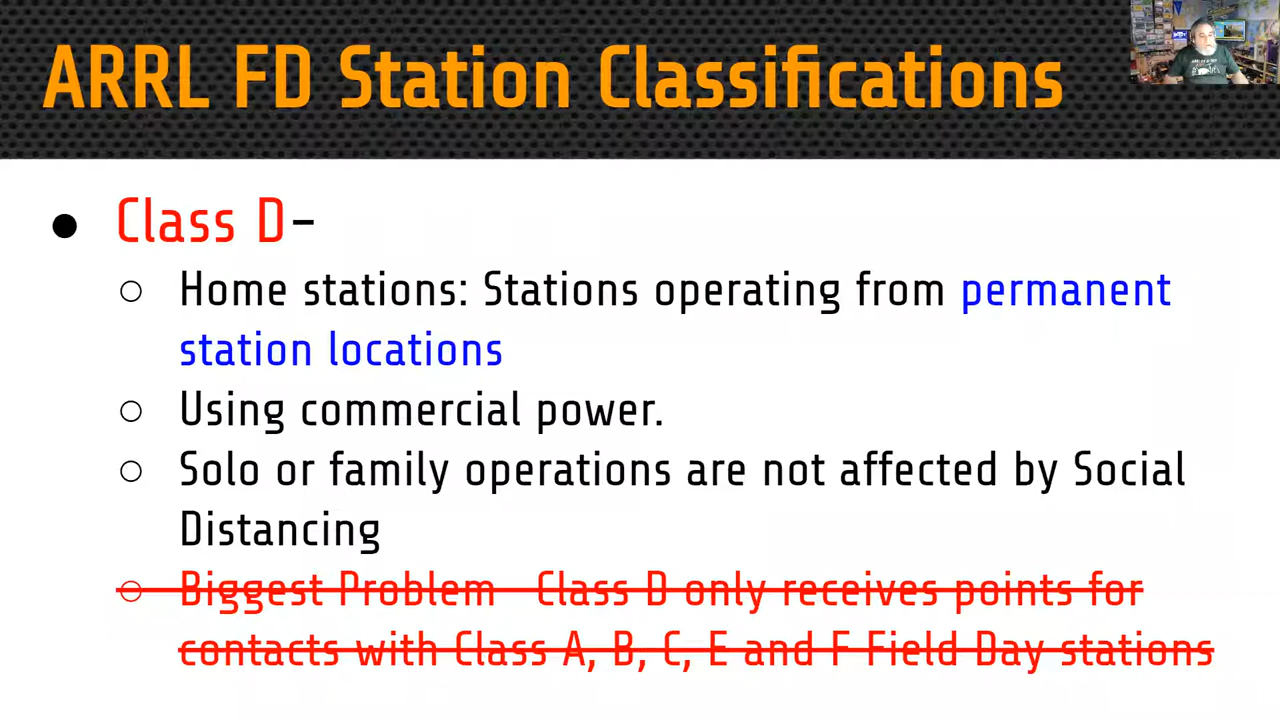 ARRL FD Station Classifications
● Class D-
○ Home stations: Stations operating from permanent
station locations
○ Using commercial power.
○ Solo or family operations are not affected by Social
Distancing
○ Biggest Problem Class D only receives points for
contacts with Class A, B, C, E and F Field Day stations